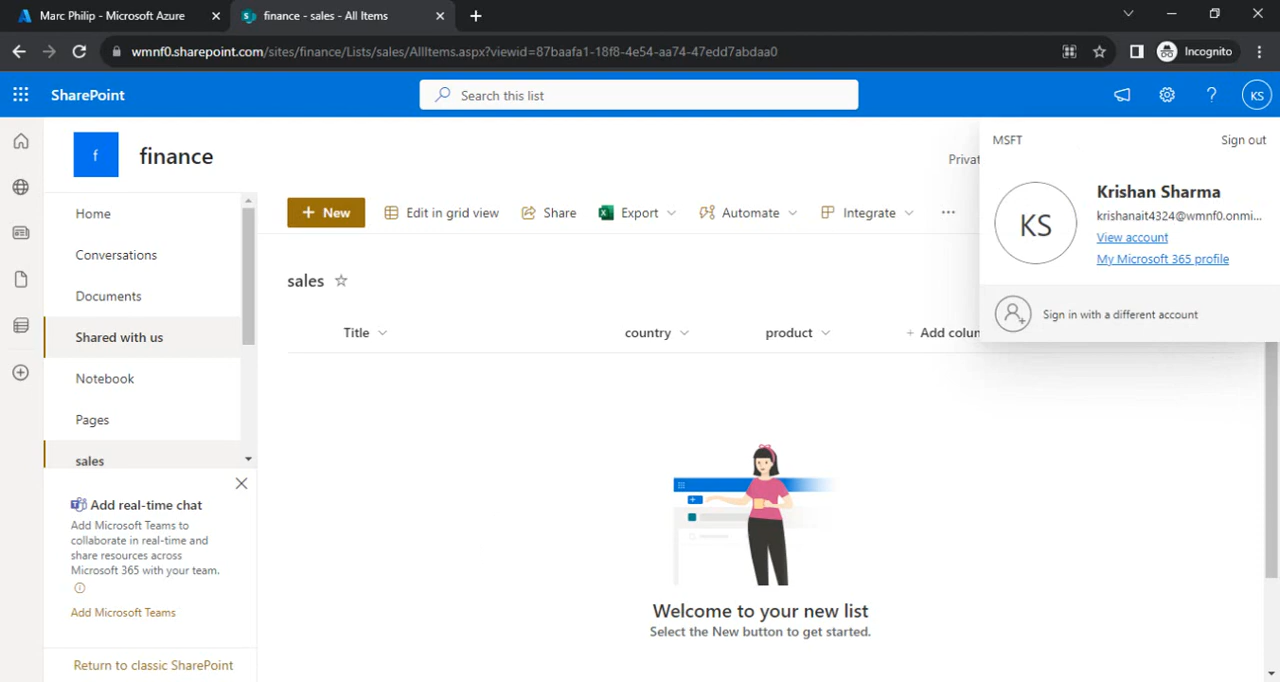 Marc Philip - Microsoft Azure
finance - sales - All Items
wmnf0.sharepoint.com/sites/finance/Lists/sales/AllItems.aspx?viewid=87baafa1-18f8-4e54-aa74-47edd7abdaa0
Incognito
SharePoint
Search this list
KS
f
finance
Privat
MSFT
Sign out
KS
Krishan Sharma
krishanait4324@wmnf0.onmi...
View account
My Microsoft 365 profile
Sign in with a different account
Home
Conversations
Documents
Shared with us
Notebook
Pages
sales
+ New
Edit in grid view
Share
Export
Automate
Integrate
...
sales
Title
country
product
+ Add colun
Add real-time chat
Add Microsoft Teams to
collaborate in real-time and
share resources across
Microsoft 365 with your team.
Add Microsoft Teams
Return to classic SharePoint
Welcome to your new list
Select the New button to get started.